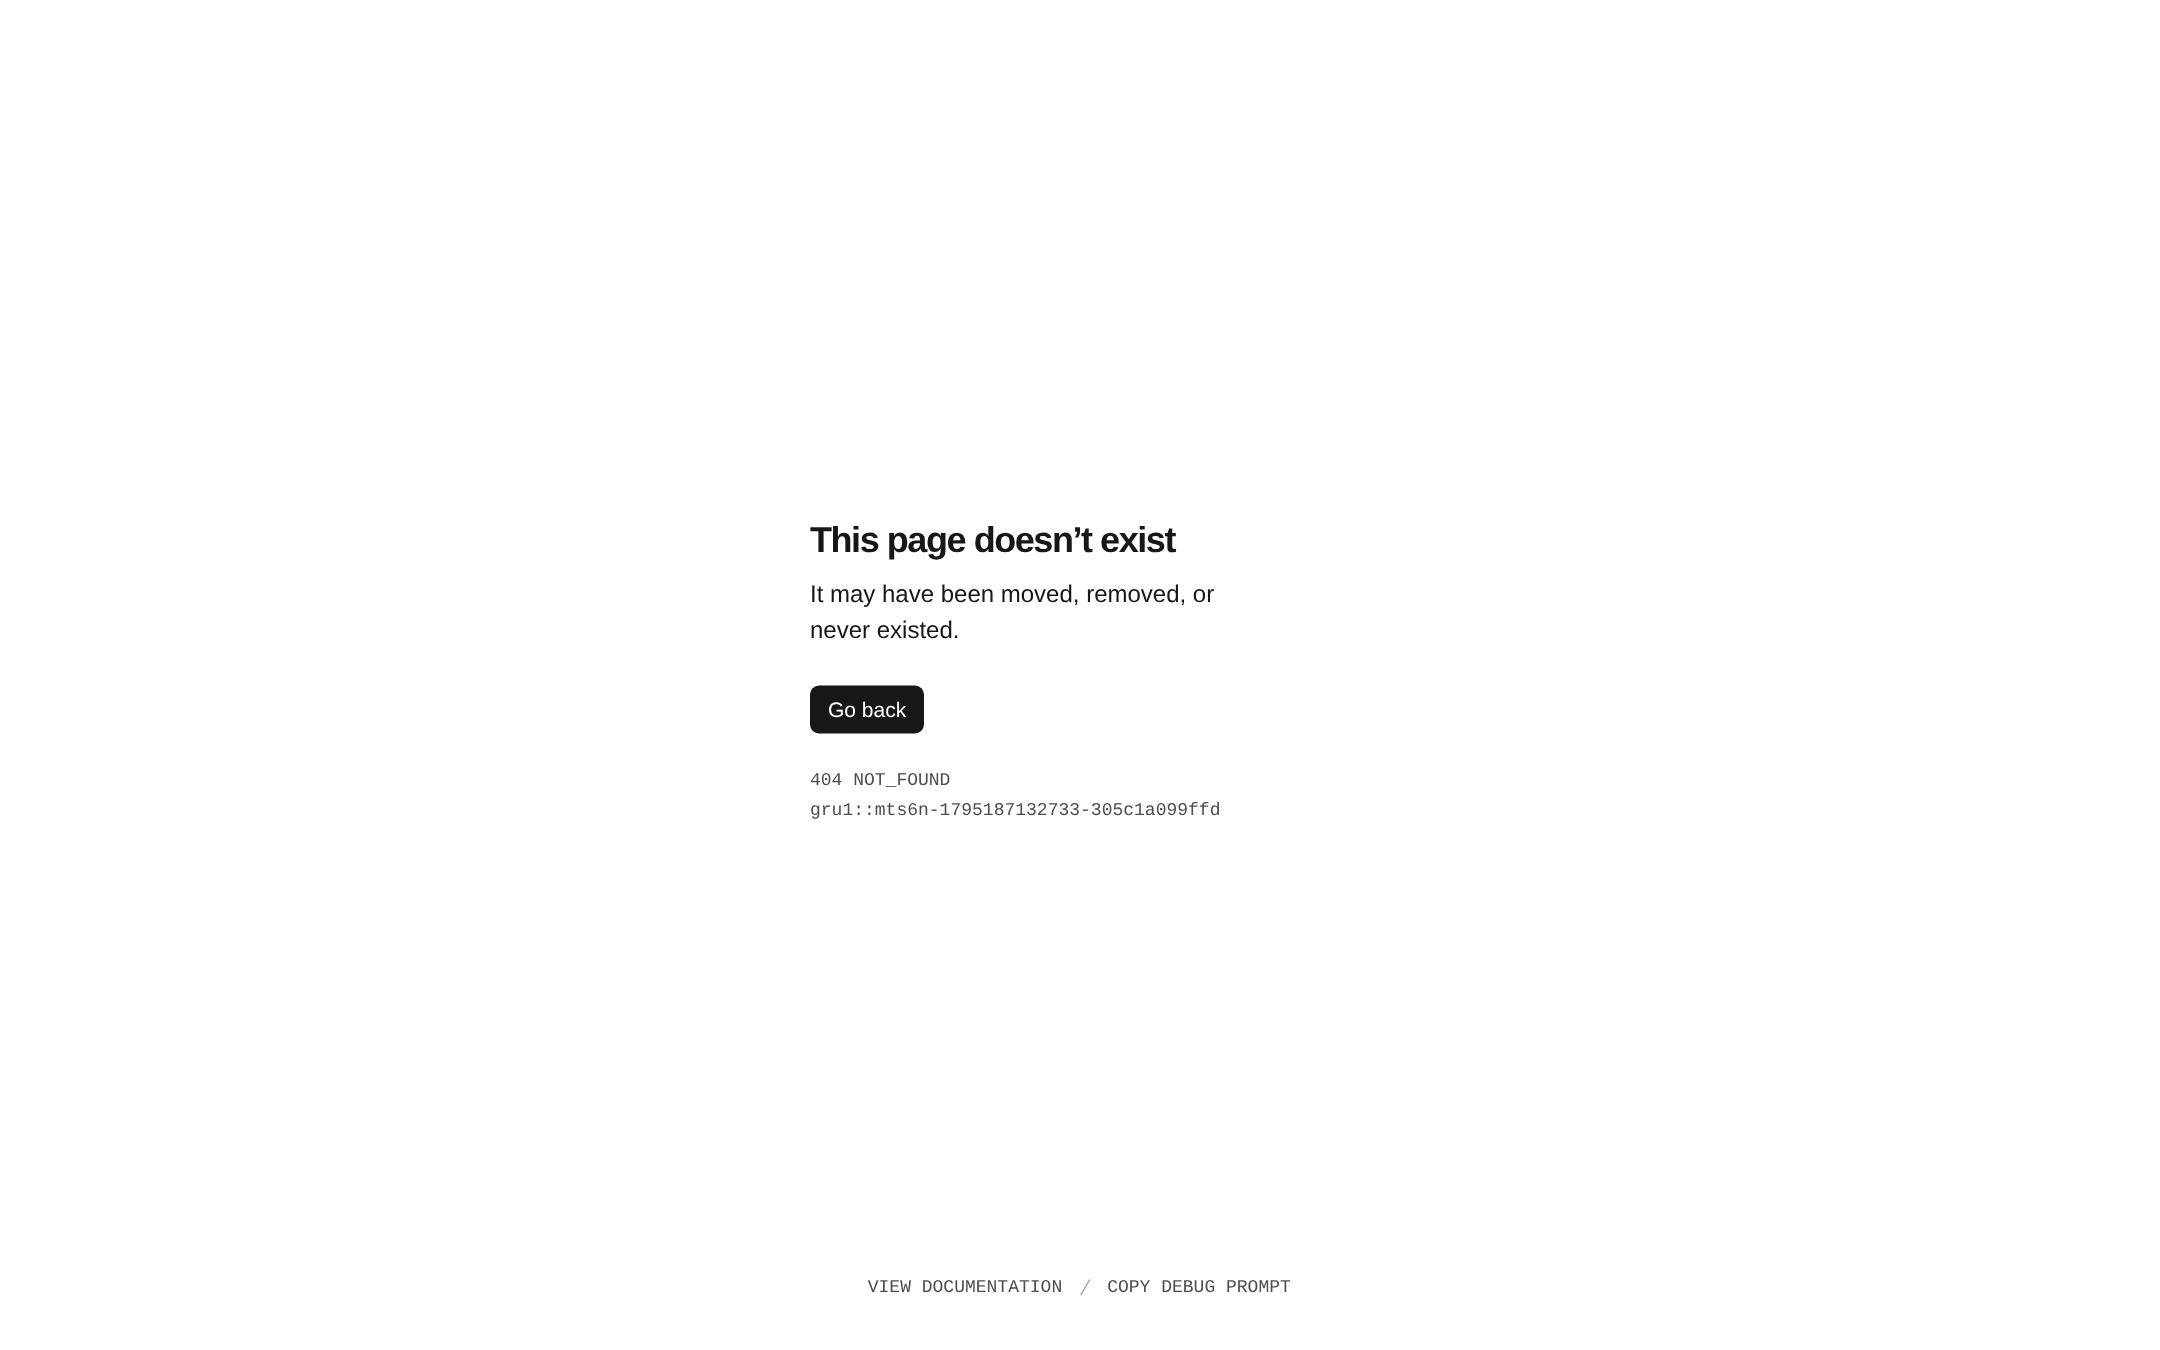 This page doesn’t exist
It may have been moved, removed, or
never existed.
Go back
404 NOT_FOUND
gru1::mts6n-1795187132733-305c1a099ffd
VIEW DOCUMENTATION / COPY DEBUG PROMPT